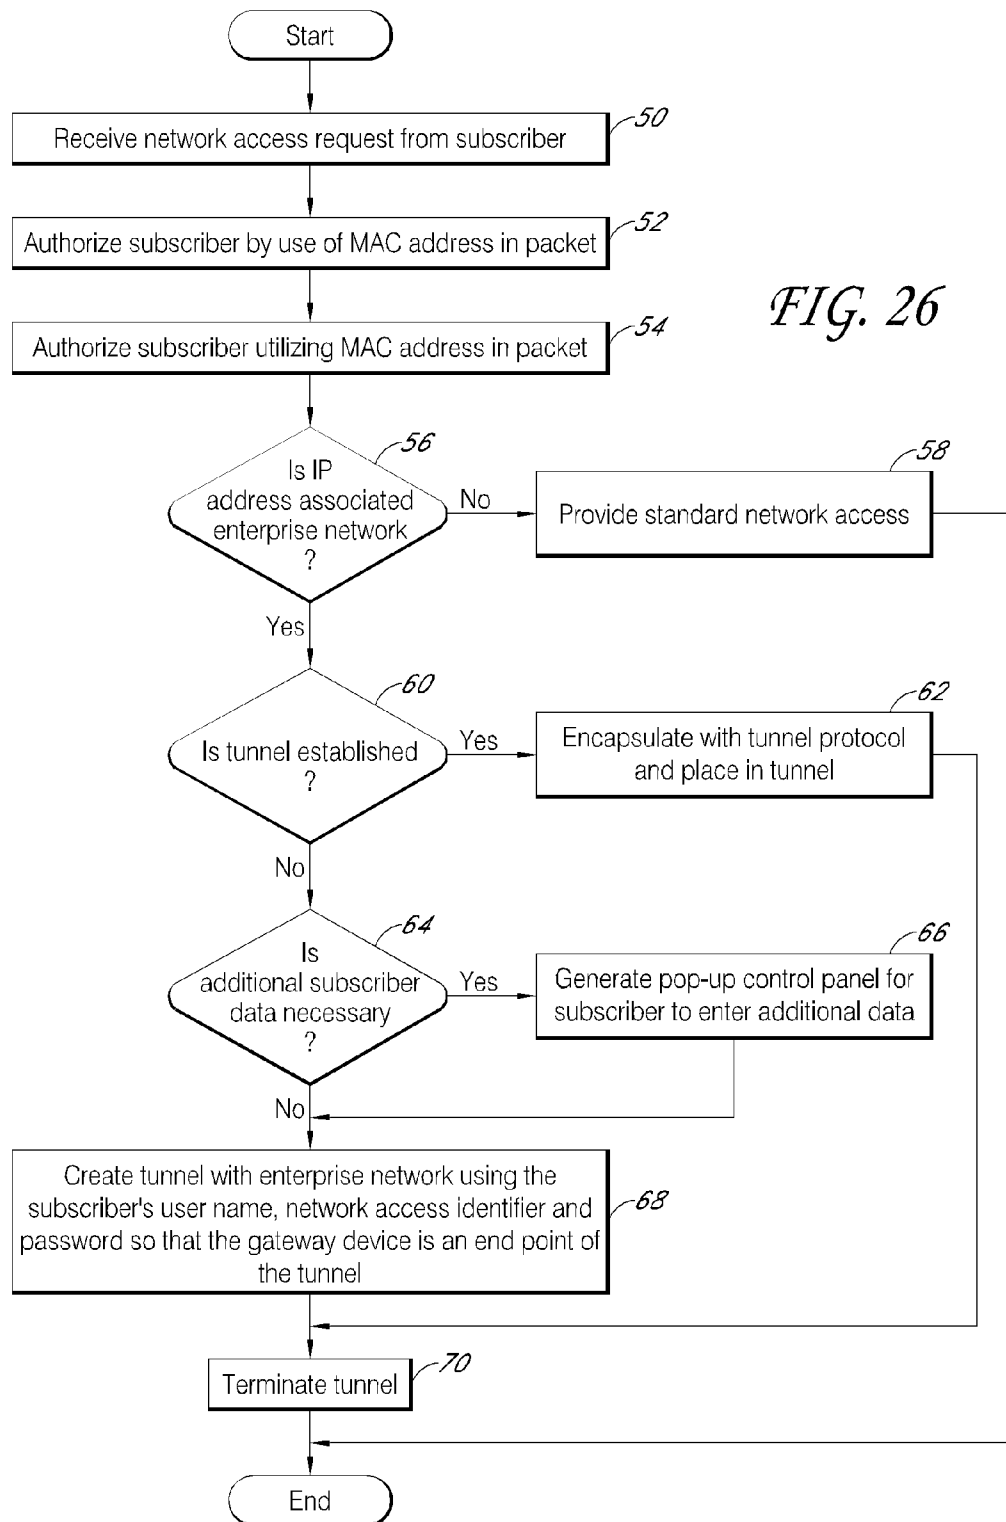 Start
50
Receive network access request from subscriber
52
Authorize subscriber by use of MAC address in packet
FIG. 26
54
Authorize subscriber utilizing MAC address in packet
56
Is IP
address associated
enterprise network
?
No
58
Provide standard network access
Yes
60
Is tunnel established
?
Yes
62
Encapsulate with tunnel protocol
and place in tunnel
No
64
Is
additional subscriber
data necessary
?
Yes
66
Generate pop-up control panel for
subscriber to enter additional data
No
Create tunnel with enterprise network using the
subscriber's user name, network access identifier and
password so that the gateway device is an end point of
the tunnel
68
70
Terminate tunnel
End